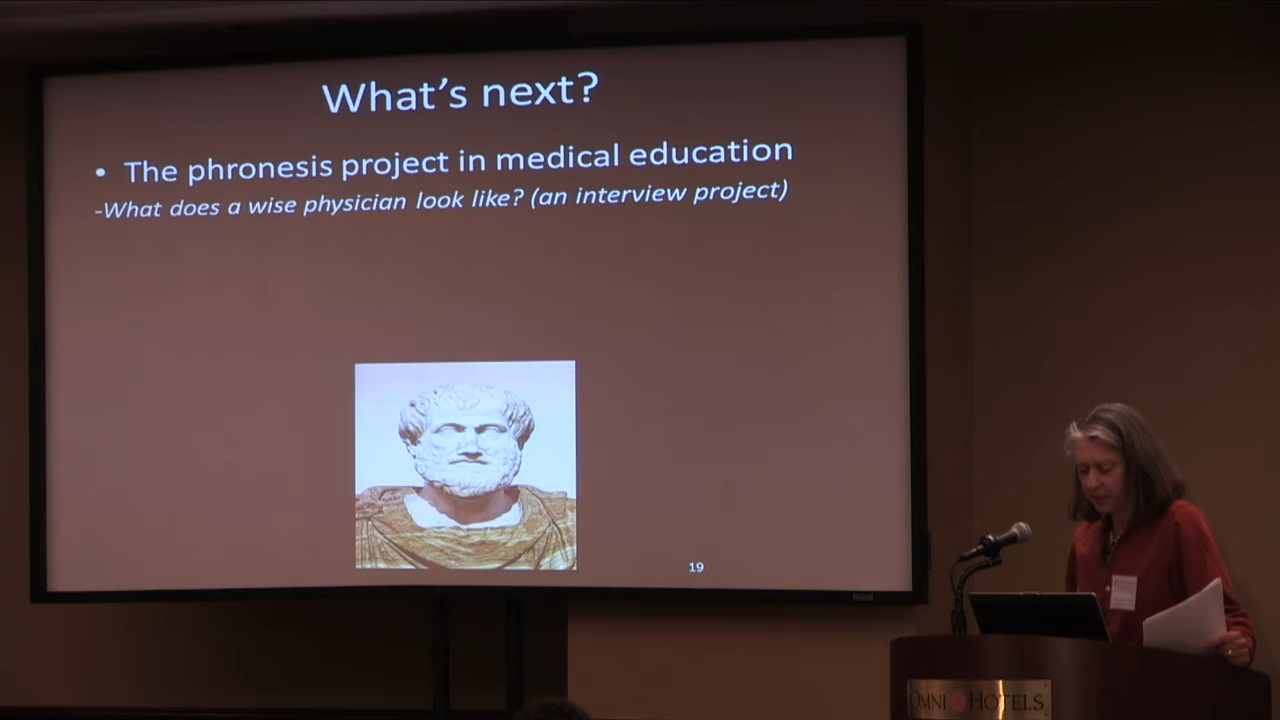 What's next?
• The phronesis project in medical education
-What does a wise physician look like? (an interview project)
19
OMNI HOTELS